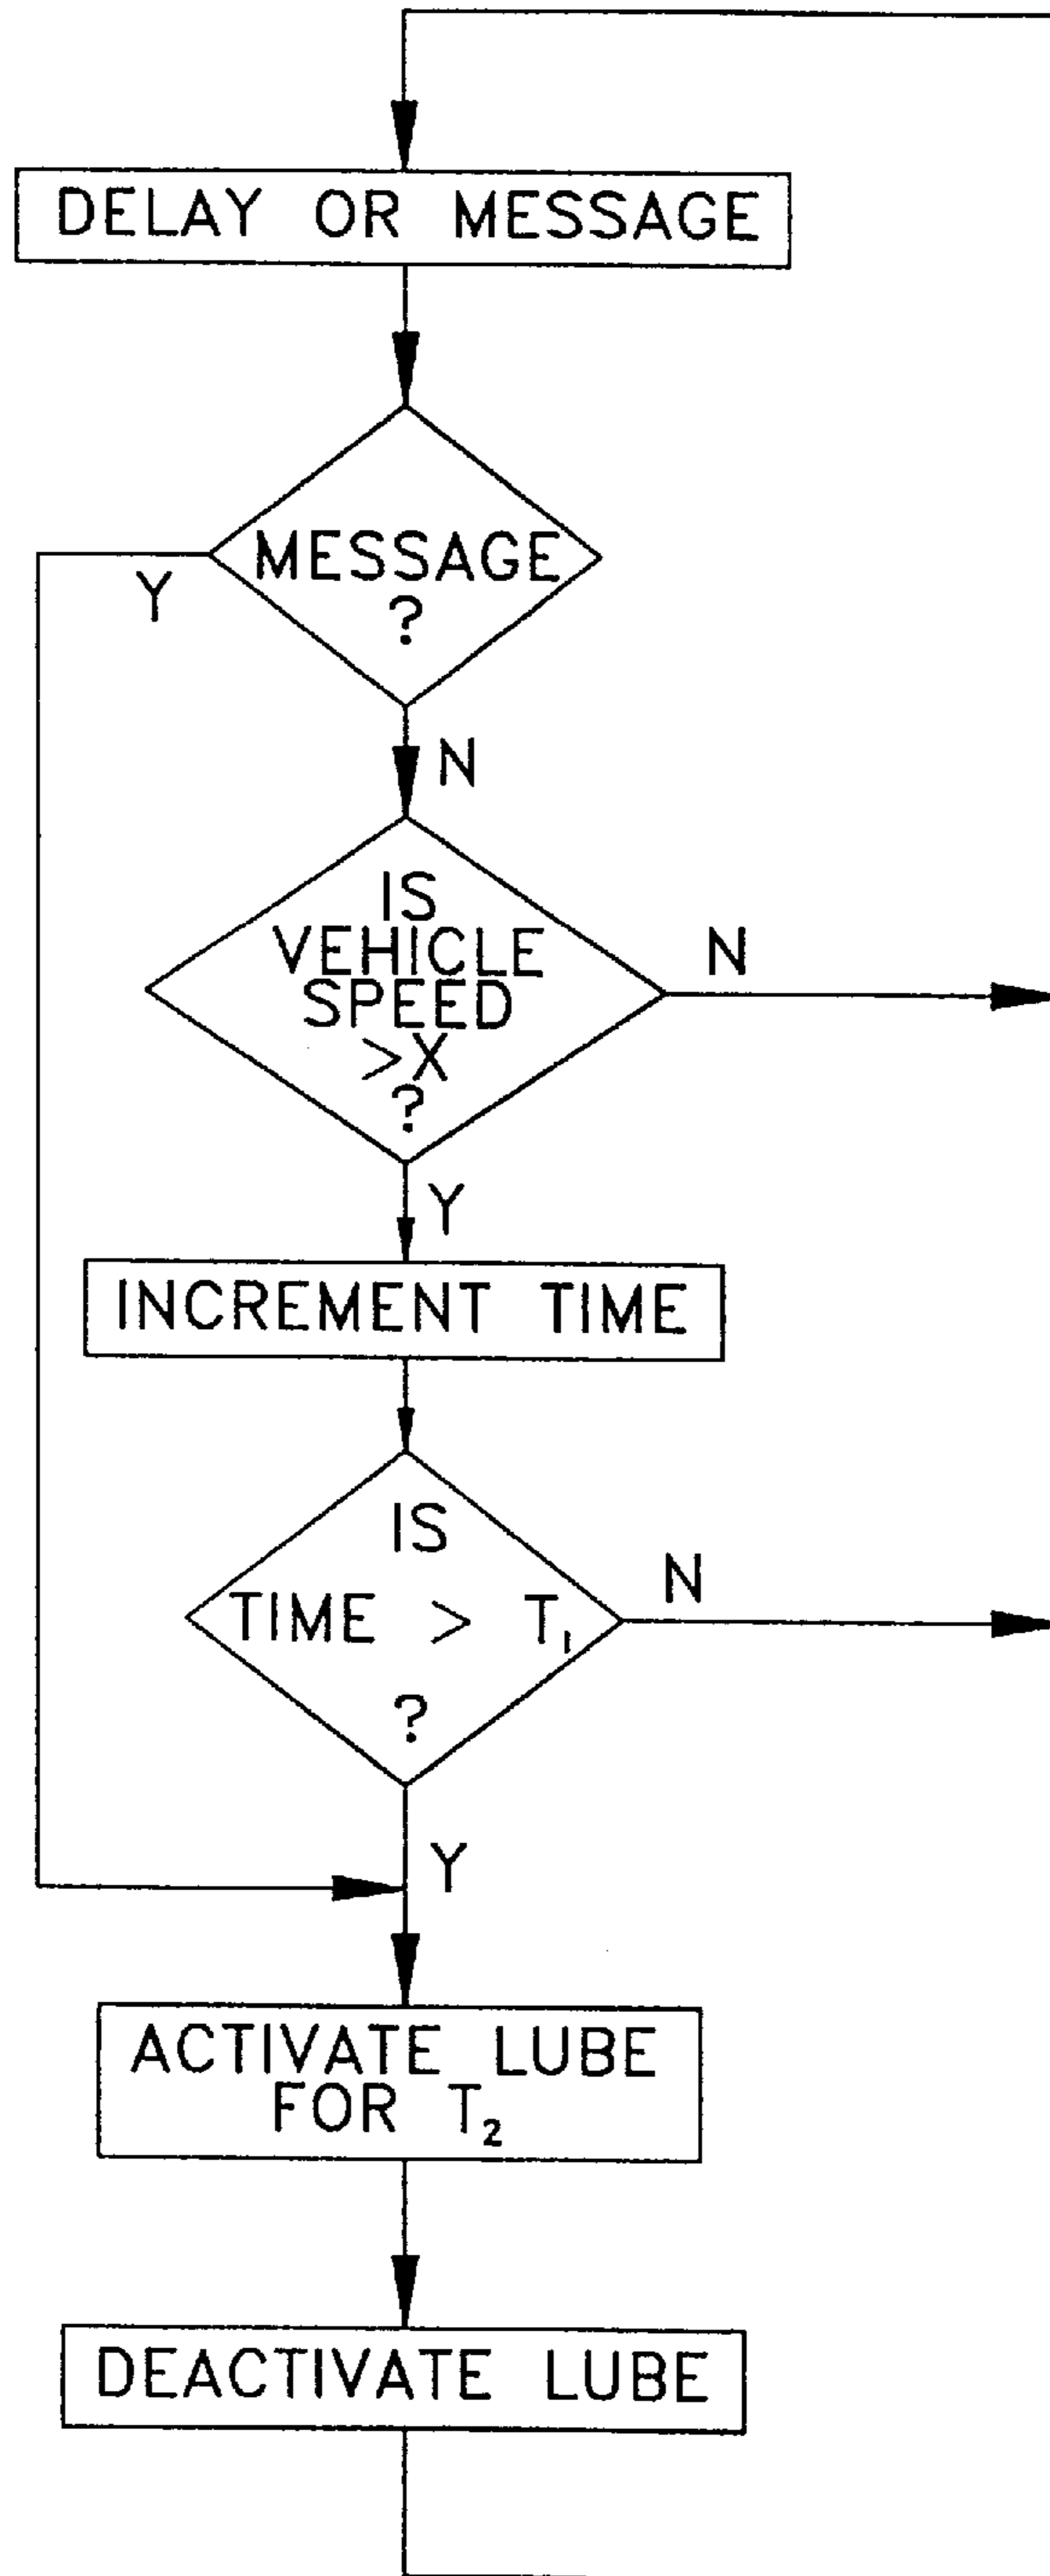 DELAY OR MESSAGE
MESSAGE
?
Y
N
IS
VEHICLE
SPEED
>X
?
N
Y
INCREMENT TIME
IS
TIME > T₁
?
N
Y
ACTIVATE LUBE
FOR T₂
DEACTIVATE LUBE